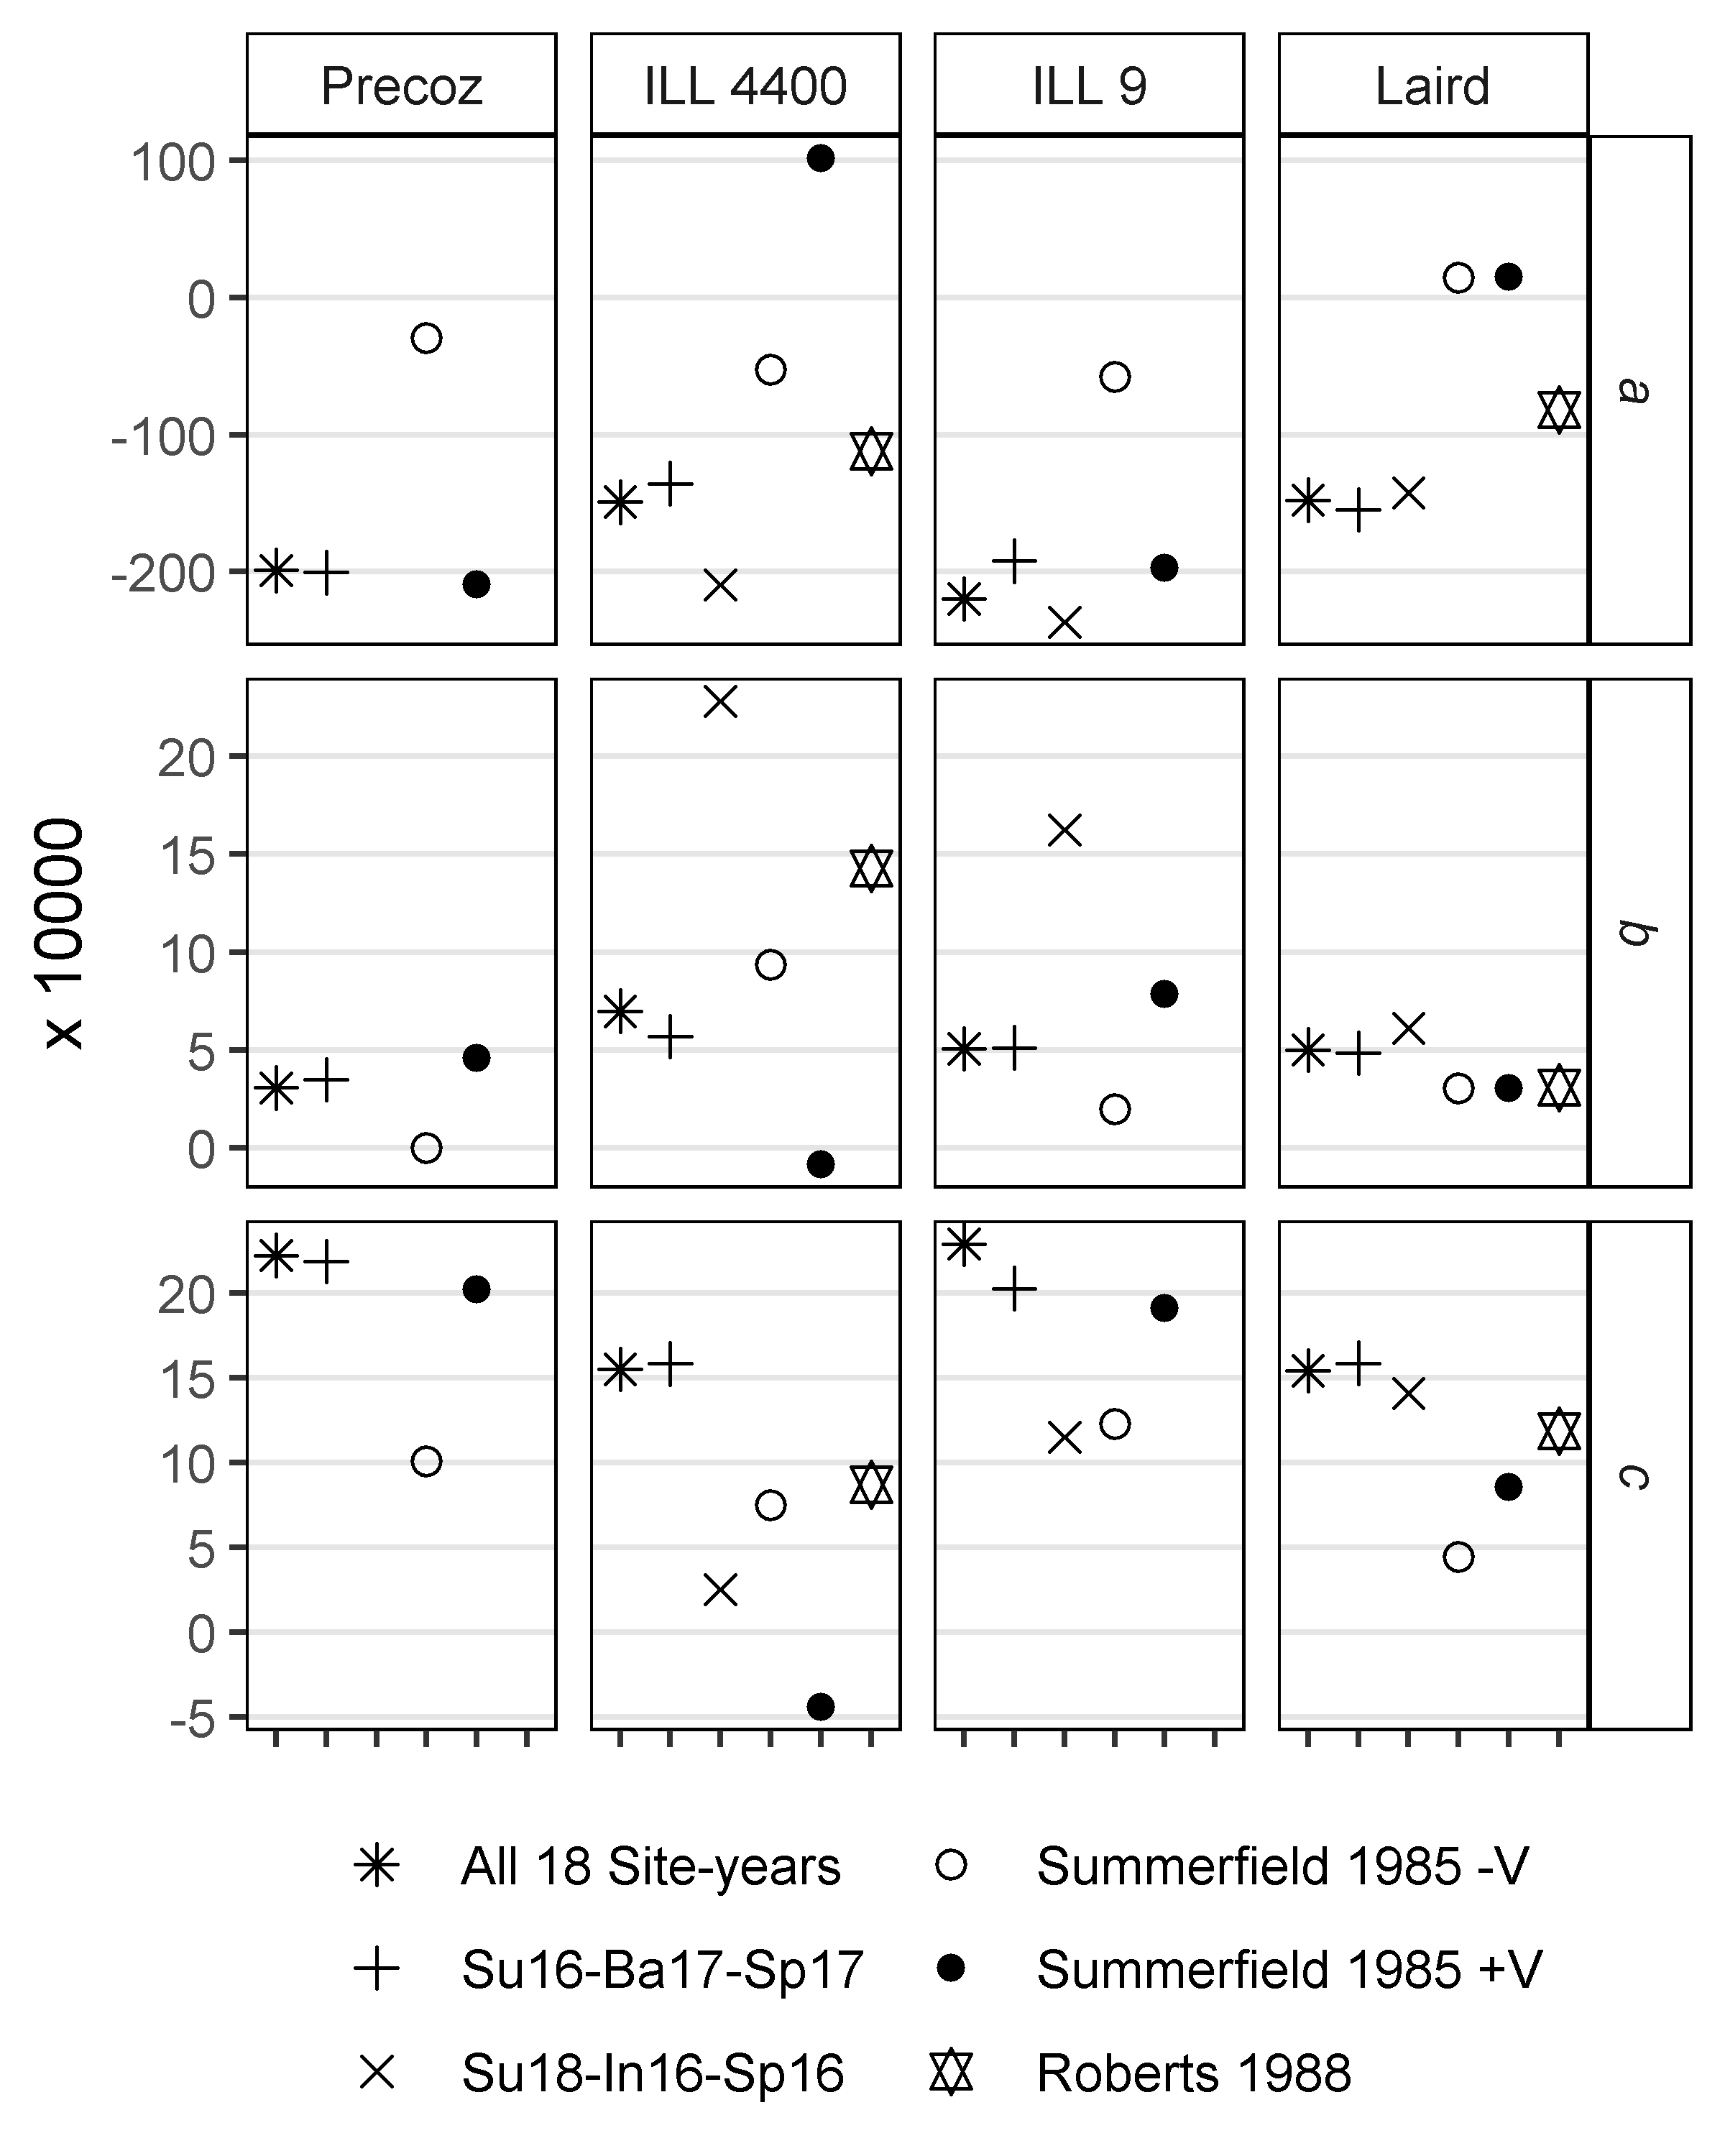 Precoz ILL 4400 ILL 9 Laird
100
0
-100
-200
a
20
15
10
5
0
b
x 10000
20
15
10
5
0
-5
c
All 18 Site-years Summerfield 1985 -V
Su16-Ba17-Sp17 Summerfield 1985 +V
Su18-In16-Sp16 Roberts 1988